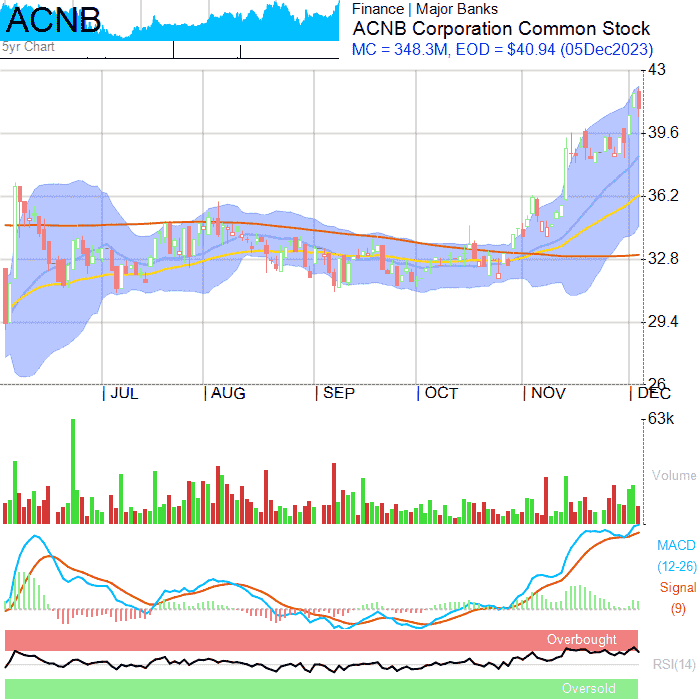 ACNB
5yr Chart
Finance | Major Banks
ACNB Corporation Common Stock
MC = 348.3M, EOD = $40.94 (05Dec2023)
43
39.6
36.2
32.8
29.4
26
JUL AUG SEP OCT NOV DEC
63k
Volume
MACD
(12-26)
Signal
(9)
Overbought
RSI(14)
Oversold